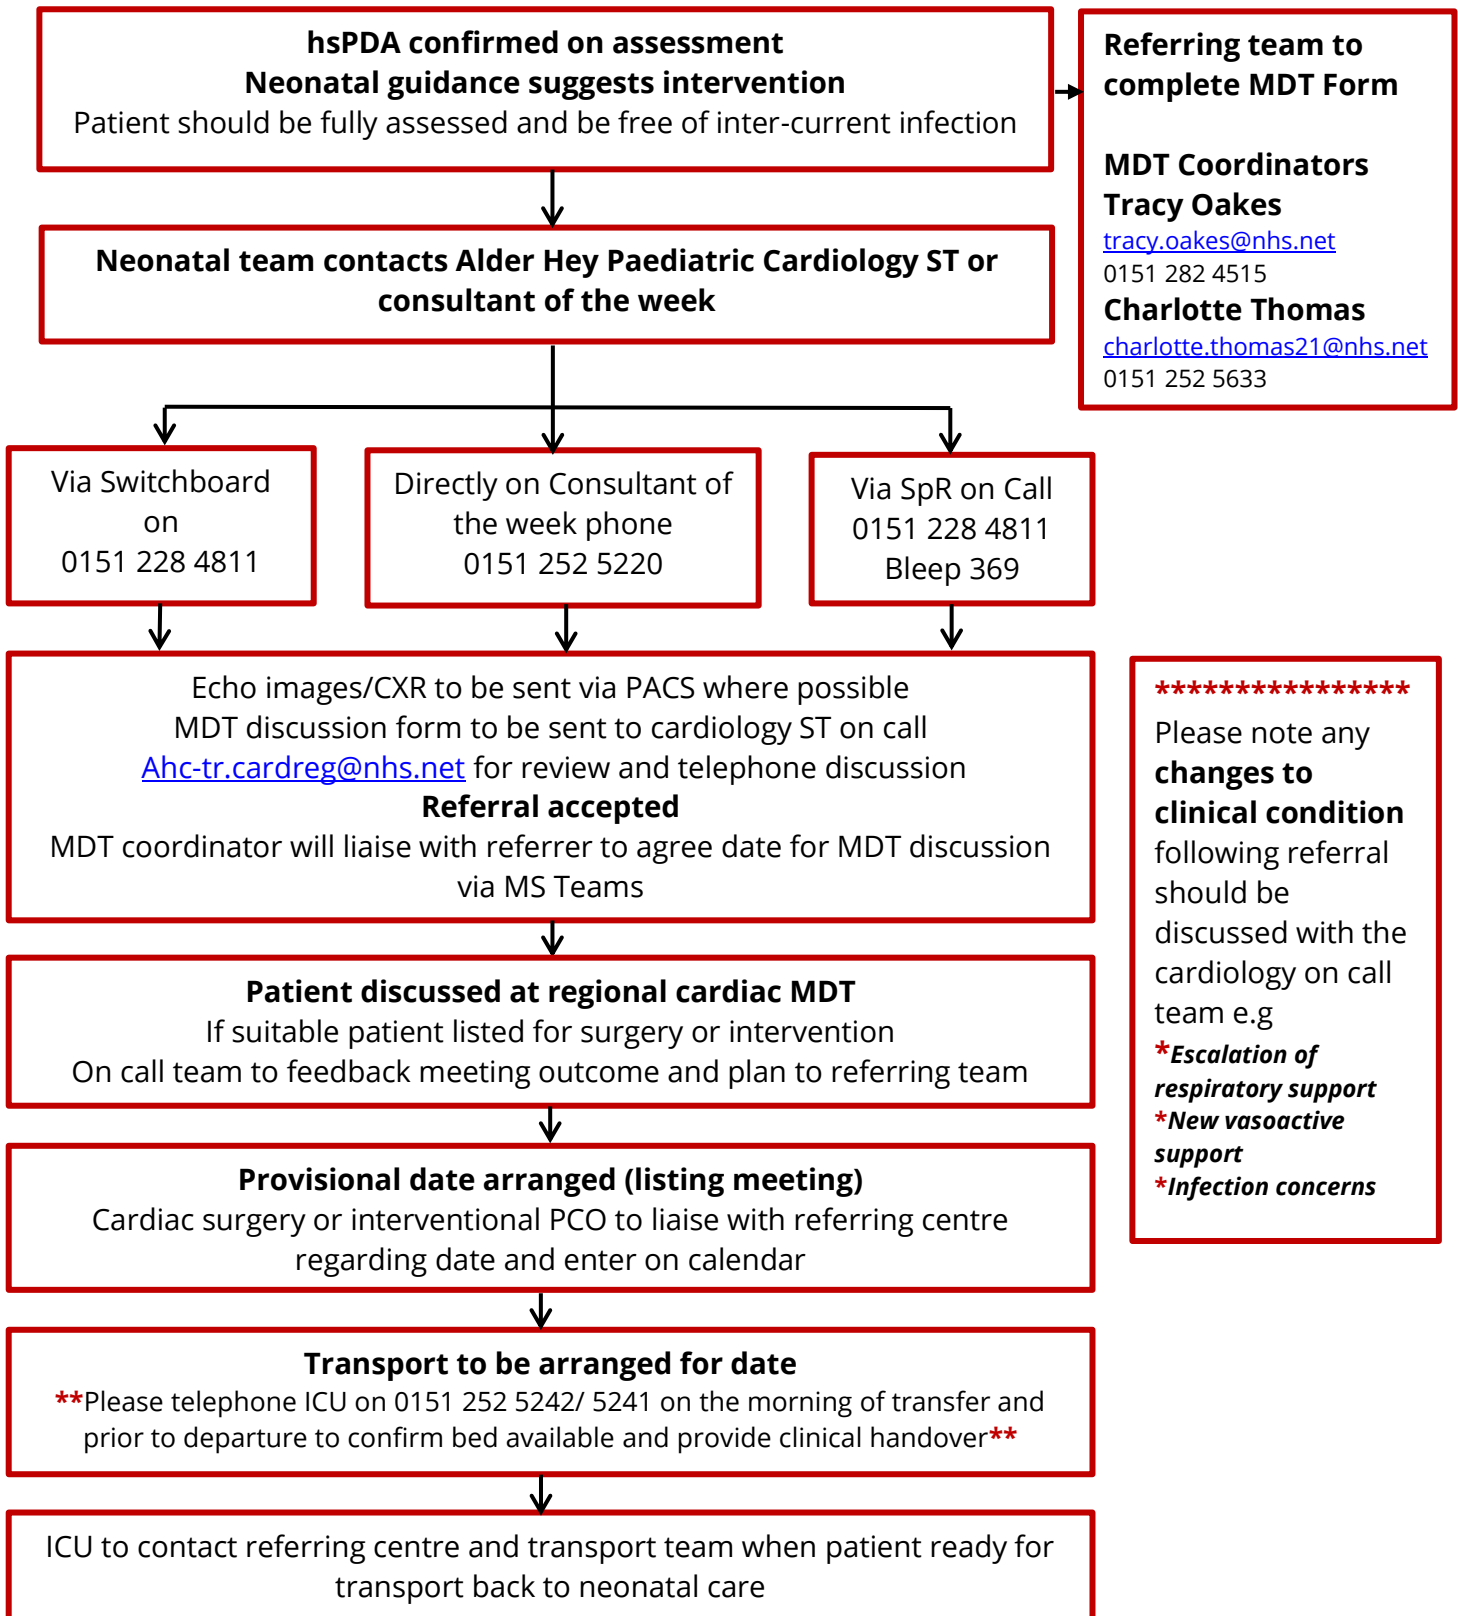 hsPDA confirmed on assessment
Neonatal guidance suggests intervention
Patient should be fully assessed and be free of inter-current infection
Referring team to
complete MDT Form
MDT Coordinators
Tracy Oakes
tracy.oakes@nhs.net
0151 282 4515
Charlotte Thomas
charlotte.thomas21@nhs.net
0151 252 5633
Neonatal team contacts Alder Hey Paediatric Cardiology ST or
consultant of the week
Via Switchboard
on
0151 228 4811
Directly on Consultant of
the week phone
0151 252 5220
Via SpR on Call
0151 228 4811
Bleep 369
Echo images/CXR to be sent via PACS where possible
MDT discussion form to be sent to cardiology ST on call
Ahc-tr.cardreg@nhs.net for review and telephone discussion
Referral accepted
MDT coordinator will liaise with referrer to agree date for MDT discussion
via MS Teams
****************
Please note any
changes to
clinical condition
following referral
should be
discussed with the
cardiology on call
team e.g
*Escalation of
respiratory support
*New vasoactive
support
*Infection concerns
Patient discussed at regional cardiac MDT
If suitable patient listed for surgery or intervention
On call team to feedback meeting outcome and plan to referring team
Provisional date arranged (listing meeting)
Cardiac surgery or interventional PCO to liaise with referring centre
regarding date and enter on calendar
Transport to be arranged for date
**Please telephone ICU on 0151 252 5242/ 5241 on the morning of transfer and
prior to departure to confirm bed available and provide clinical handover**
ICU to contact referring centre and transport team when patient ready for
transport back to neonatal care